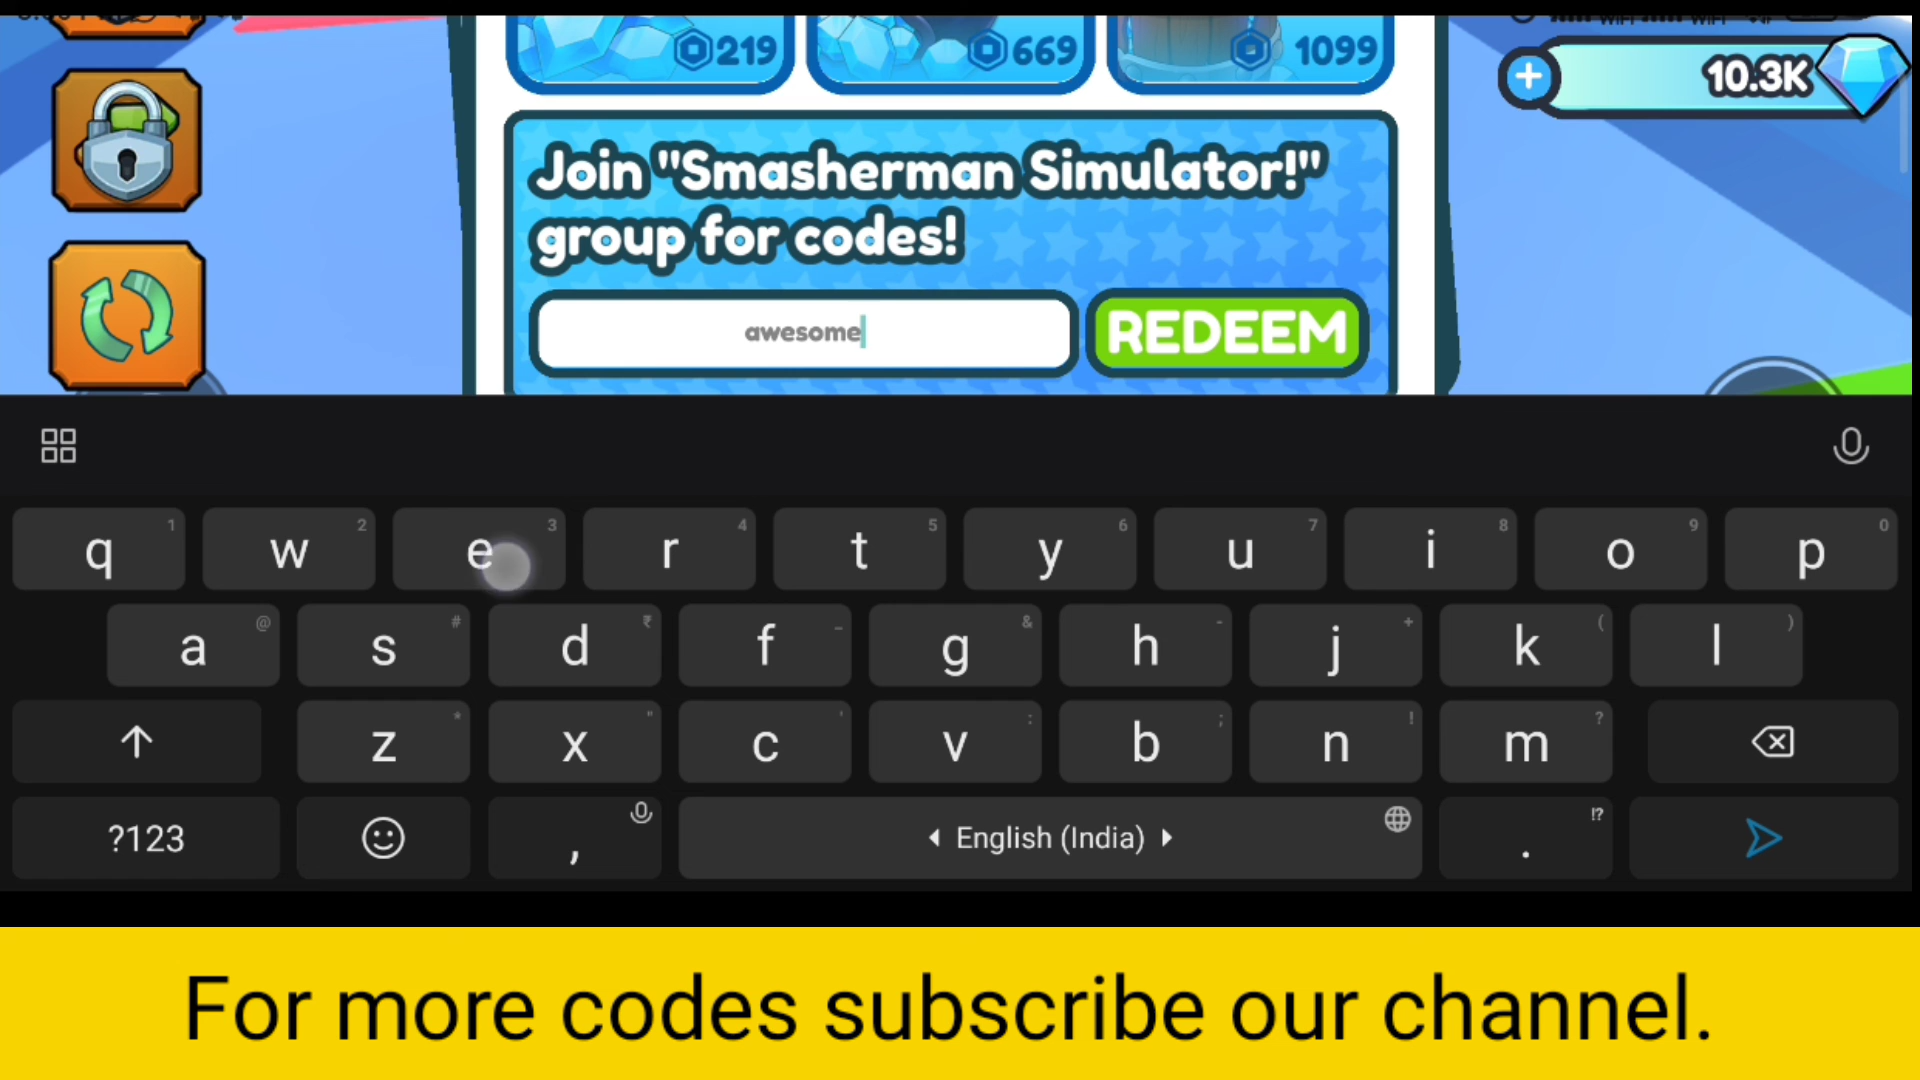 219
669
1099
10.3K
Join "Smasherman Simulator!"
group for codes!
awesome
REDEEM
q 1 w 2 e 3 r 4 t 5 y 6 u 7 i 8 o 9 p 0
a @ s # d ₹ f _ g & h - j + k ( l )
z * x " c ' v : b ; n ! m ?
?123 , English (India) . !?
For more codes subscribe our channel.